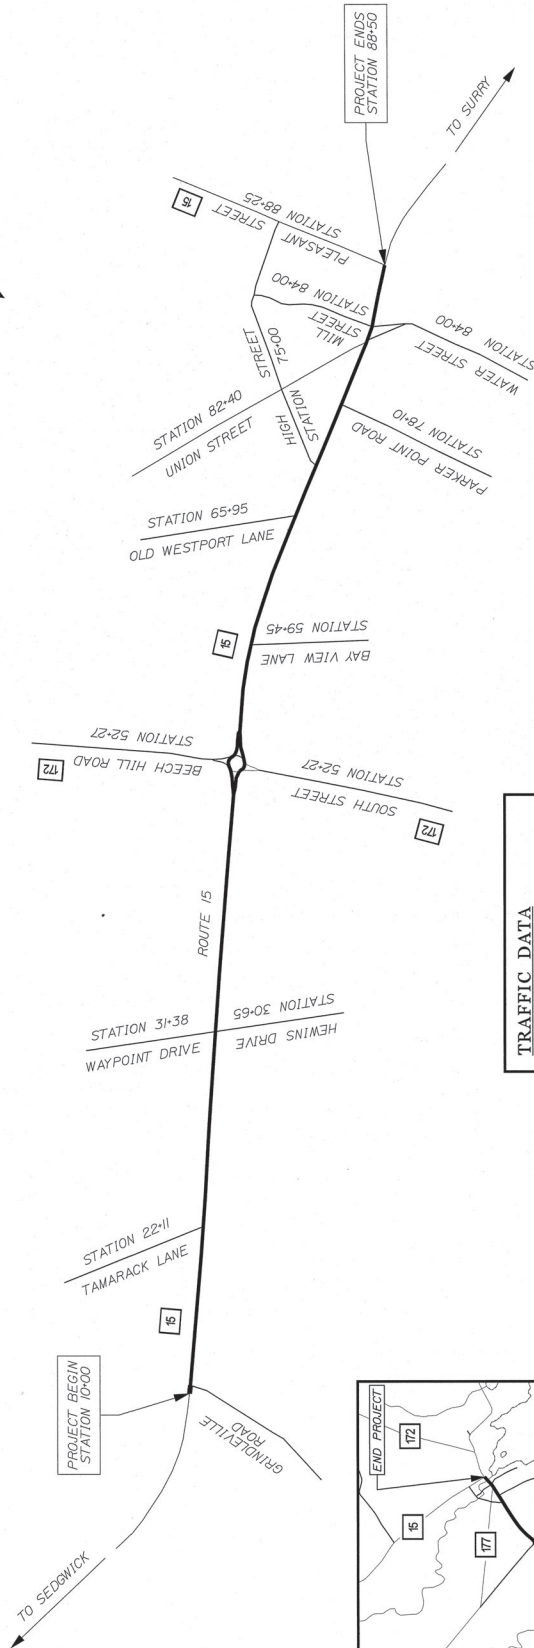 PROJECT ENDS
STATION 88+50
TO SURRY
15
STATION 88+25
PLEASANT
STREET
STATION 84+00
MILL
STREET
STATION 84+00
WATER STREET
STATION 75+00
HIGH STREET
STATION 82+40
UNION STREET
STATION 78+10
PARKER POINT ROAD
STATION 65+95
OLD WESTPORT LANE
15
STATION 59+45
BAY VIEW LANE
STATION 52+27
BEECH HILL ROAD
172
STATION 52+27
SOUTH STREET
172
ROUTE 15
STATION 31+38
WAYPOINT DRIVE
STATION 30+65
HEWINS DRIVE
STATION 22+11
TAMARACK LANE
15
PROJECT BEGIN
STATION 10+00
GRINDLEVILLE
ROAD
TO SEDGWICK
TRAFFIC DATA
END PROJECT
172
15
177